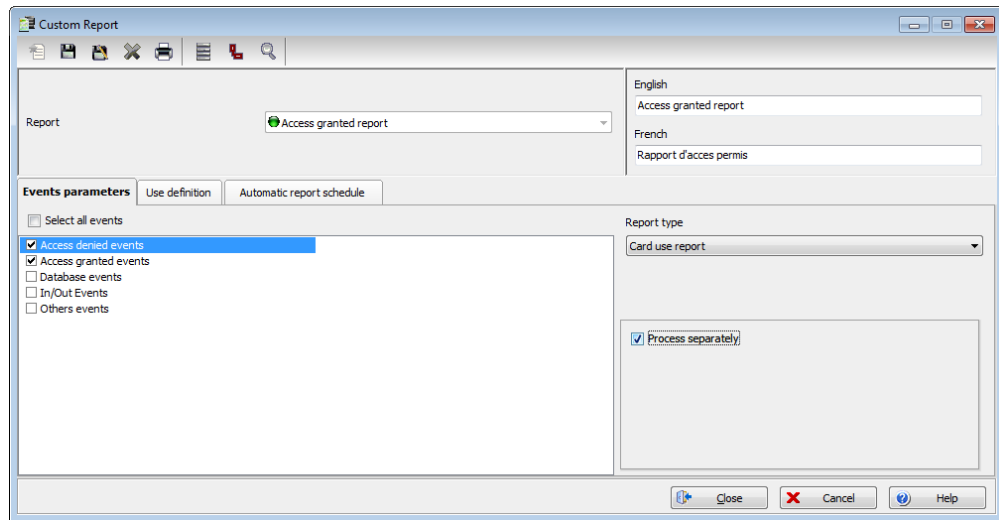 Custom Report
English
Access granted report
Report
Access granted report
French
Rapport d'acces permis
Events parameters
Use definition
Automatic report schedule
Select all events
Report type
Access denied events
Card use report
Access granted events
Database events
In/Out Events
Others events
Process separately
Close
Cancel
Help